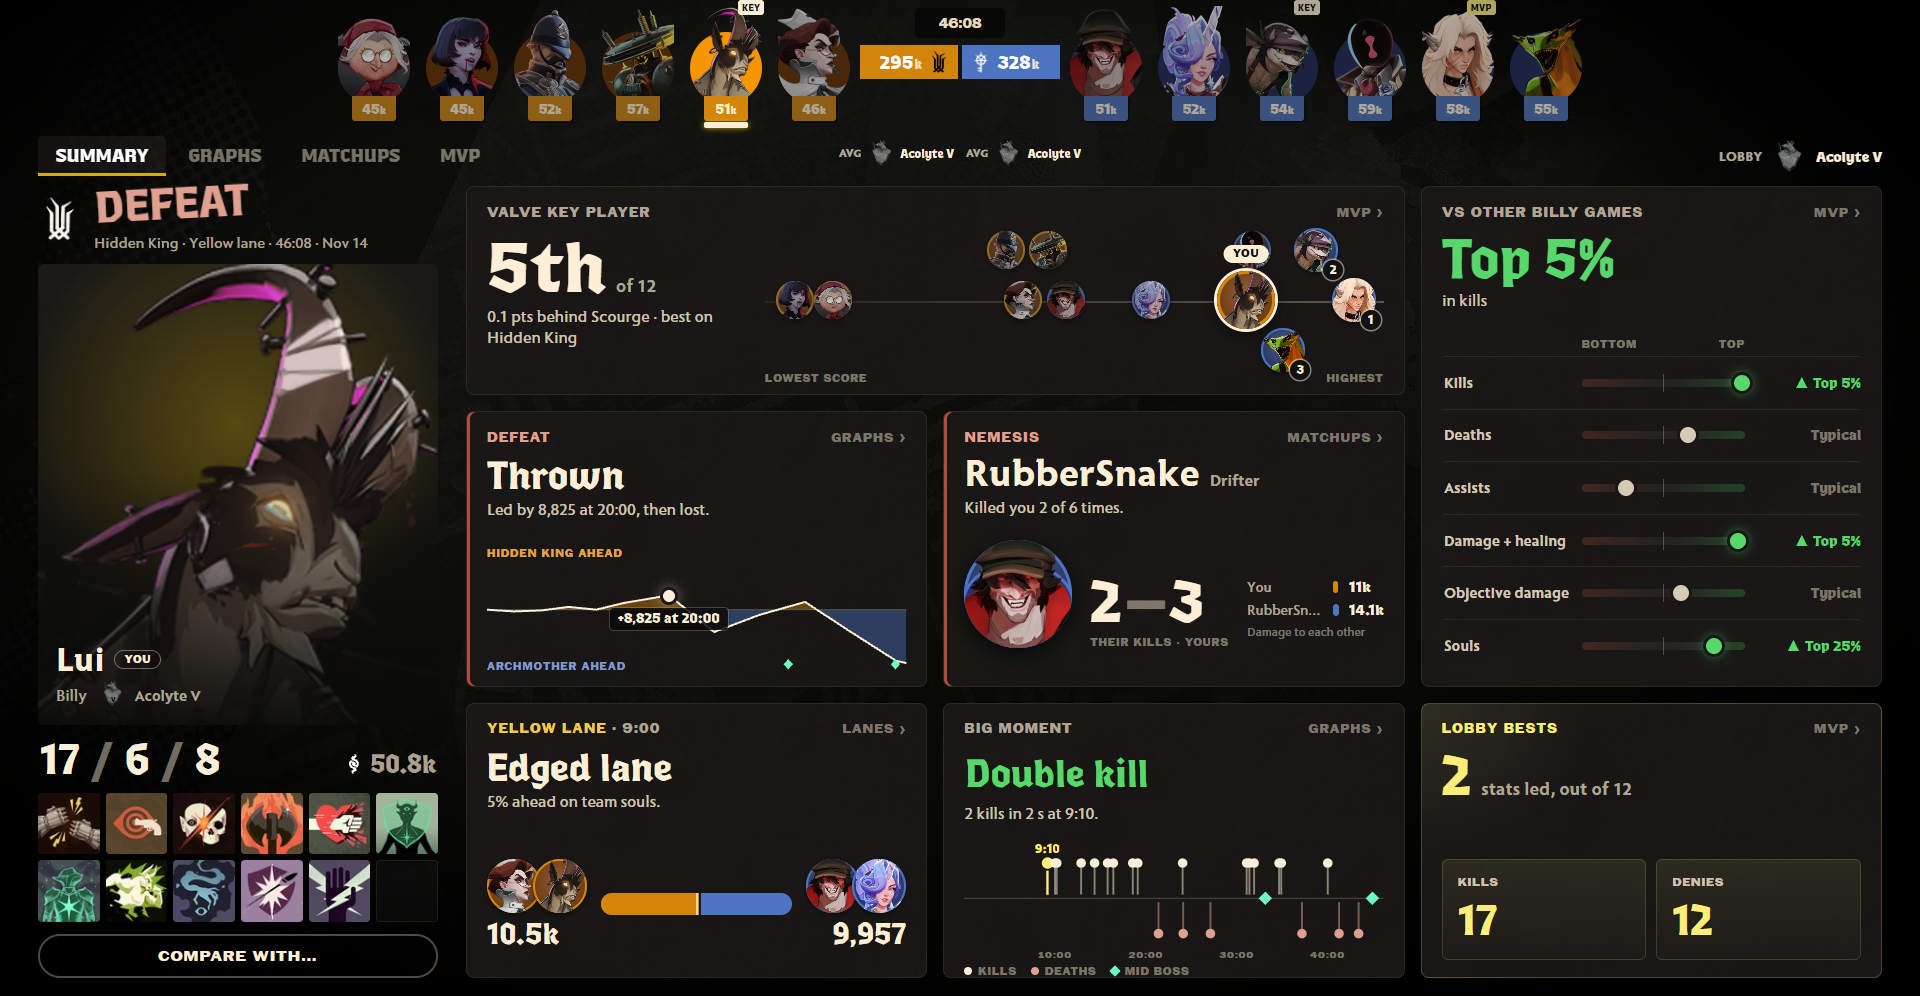 KEY
KEY
MVP
46:08
295k
328k
45k
45k
52k
57k
51k
46k
51k
52k
54k
59k
58k
55k
SUMMARY
GRAPHS
MATCHUPS
MVP
AVG Acolyte V
AVG Acolyte V
LOBBY Acolyte V
DEFEAT
Hidden King · Yellow lane · 46:08 · Nov 14
Lui YOU
Billy Acolyte V
17 / 6 / 8
50.8k
COMPARE WITH...
VALVE KEY PLAYER
MVP ›
5th of 12
0.1 pts behind Scourge · best on
Hidden King
YOU
2
1
3
LOWEST SCORE
HIGHEST
VS OTHER BILLY GAMES
MVP ›
Top 5%
in kills
BOTTOM TOP
Kills ▲ Top 5%
Deaths Typical
Assists Typical
Damage + healing ▲ Top 5%
Objective damage Typical
Souls ▲ Top 25%
DEFEAT
GRAPHS ›
Thrown
Led by 8,825 at 20:00, then lost.
HIDDEN KING AHEAD
+8,825 at 20:00
ARCHMOTHER AHEAD
NEMESIS
MATCHUPS ›
RubberSnake Drifter
Killed you 2 of 6 times.
2—3
THEIR KILLS · YOURS
You 11k
RubberSn... 14.1k
Damage to each other
YELLOW LANE · 9:00
LANES ›
Edged lane
5% ahead on team souls.
10.5k
9,957
BIG MOMENT
GRAPHS ›
Double kill
2 kills in 2 s at 9:10.
9:10
10:00 20:00 30:00 40:00
KILLS DEATHS MID BOSS
LOBBY BESTS
MVP ›
2 stats led, out of 12
KILLS
17
DENIES
12